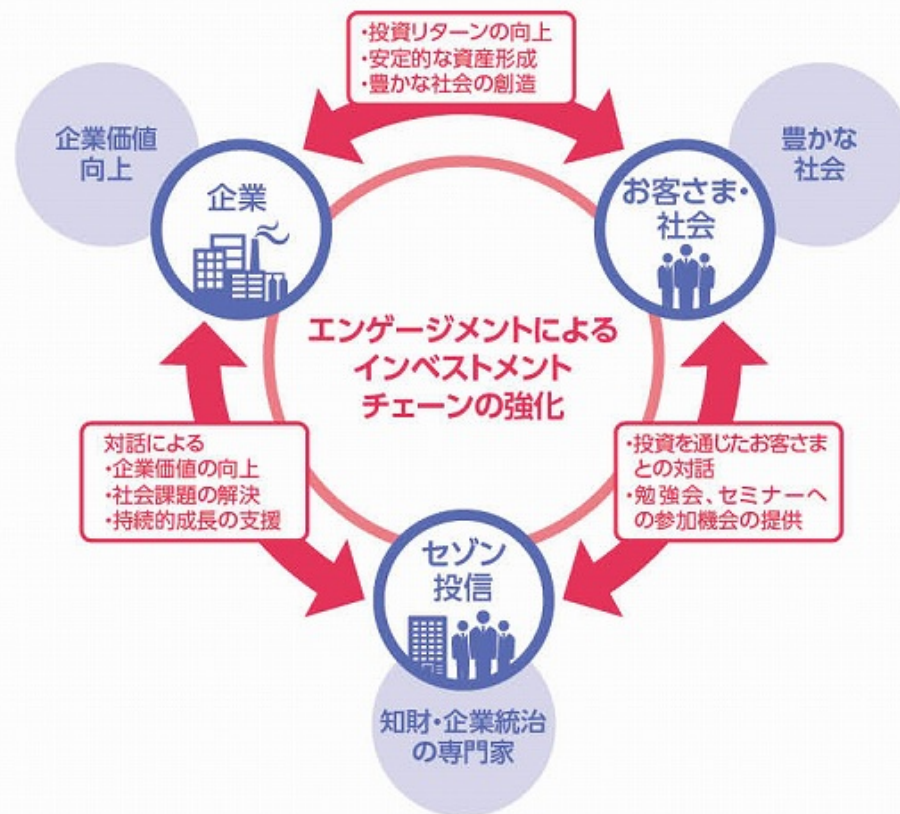 ・投資リターンの向上
・安定的な資産形成
・豊かな社会の創造
企業価値
向上
企業
お客さま・
社会
豊かな
社会
エンゲージメントによる
インベストメント
チェーンの強化
対話による
・企業価値の向上
・社会課題の解決
・持続的成長の支援
・投資を通じたお客さま
との対話
・勉強会、セミナーへ
の参加機会の提供
セゾン
投信
知財・企業統治
の専門家